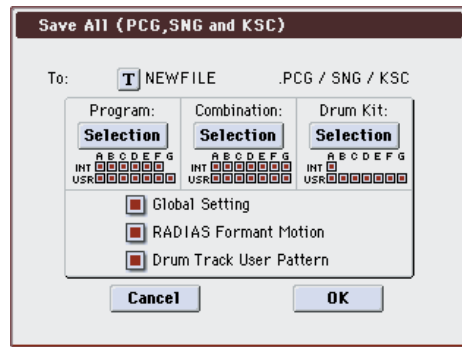 Save All (PCG,SNG and KSC)
To: T NEWFILE .PCG / SNG / KSC
Program: Combination: Drum Kit:
Selection Selection Selection
A B C D E F G A B C D E F G A B C D E F G
INT INT INT
USR USR USR
Global Setting
RADIAS Formant Motion
Drum Track User Pattern
Cancel OK